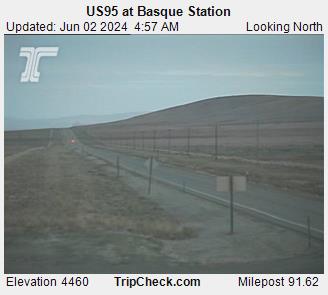 US95 at Basque Station
Updated: Jun 02 2024 4:57 AM Looking North
Elevation 4460 TripCheck.com Milepost 91.62